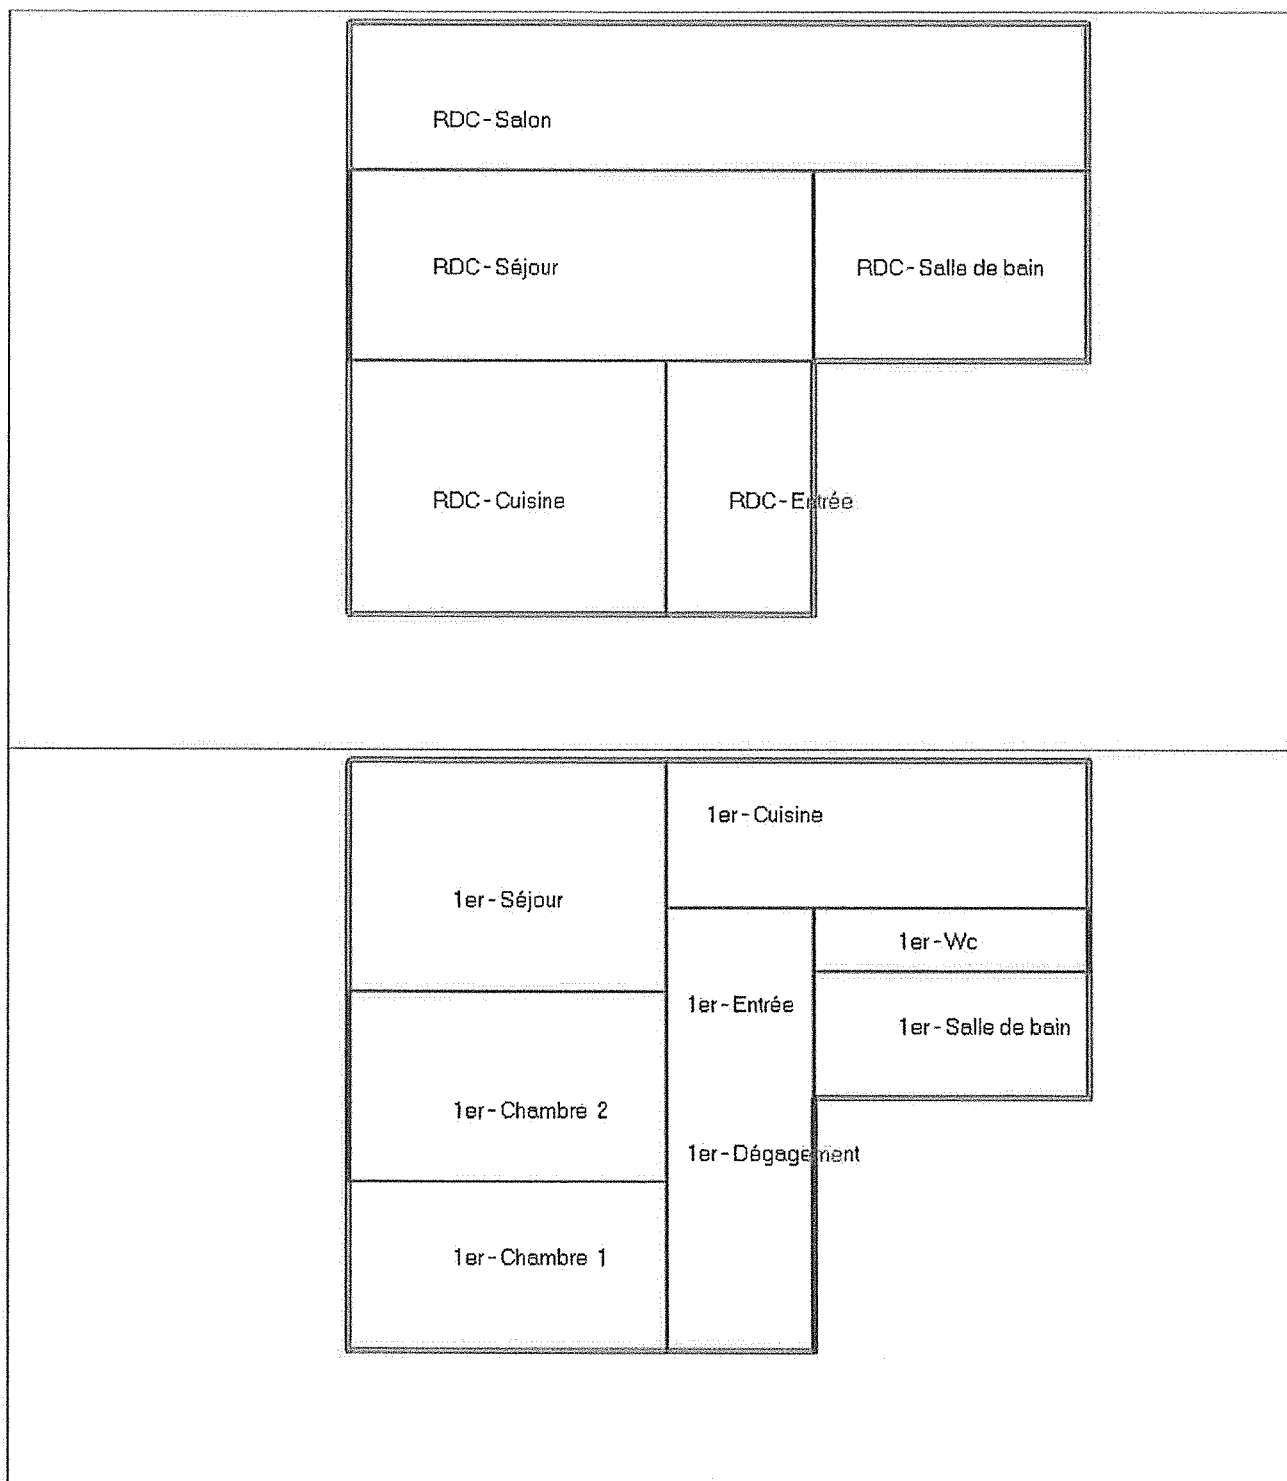 RDC-Salon
RDC-Séjour
RDC-Salle de bain
RDC-Cuisine
RDC-Entrée
1er-Cuisine
1er-Séjour
1er-Wc
1er-Entrée
1er-Salle de bain
1er-Chambre 2
1er-Dégagement
1er-Chambre 1